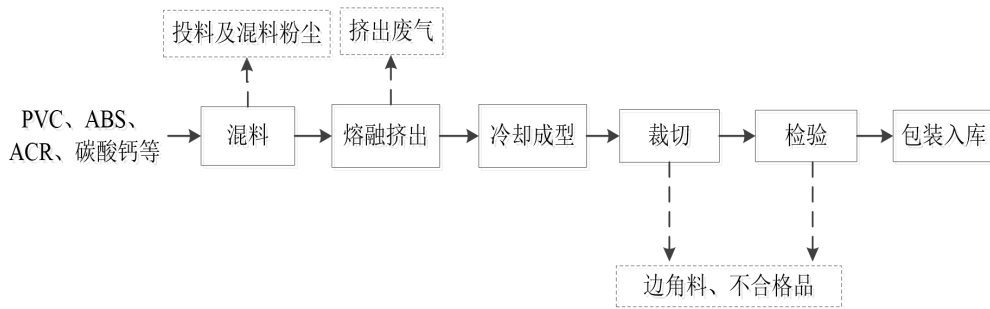 投料及混料粉尘
挤出废气
PVC、ABS、
ACR、碳酸钙等
混料
熔融挤出
冷却成型
裁切
检验
包装入库
边角料、不合格品